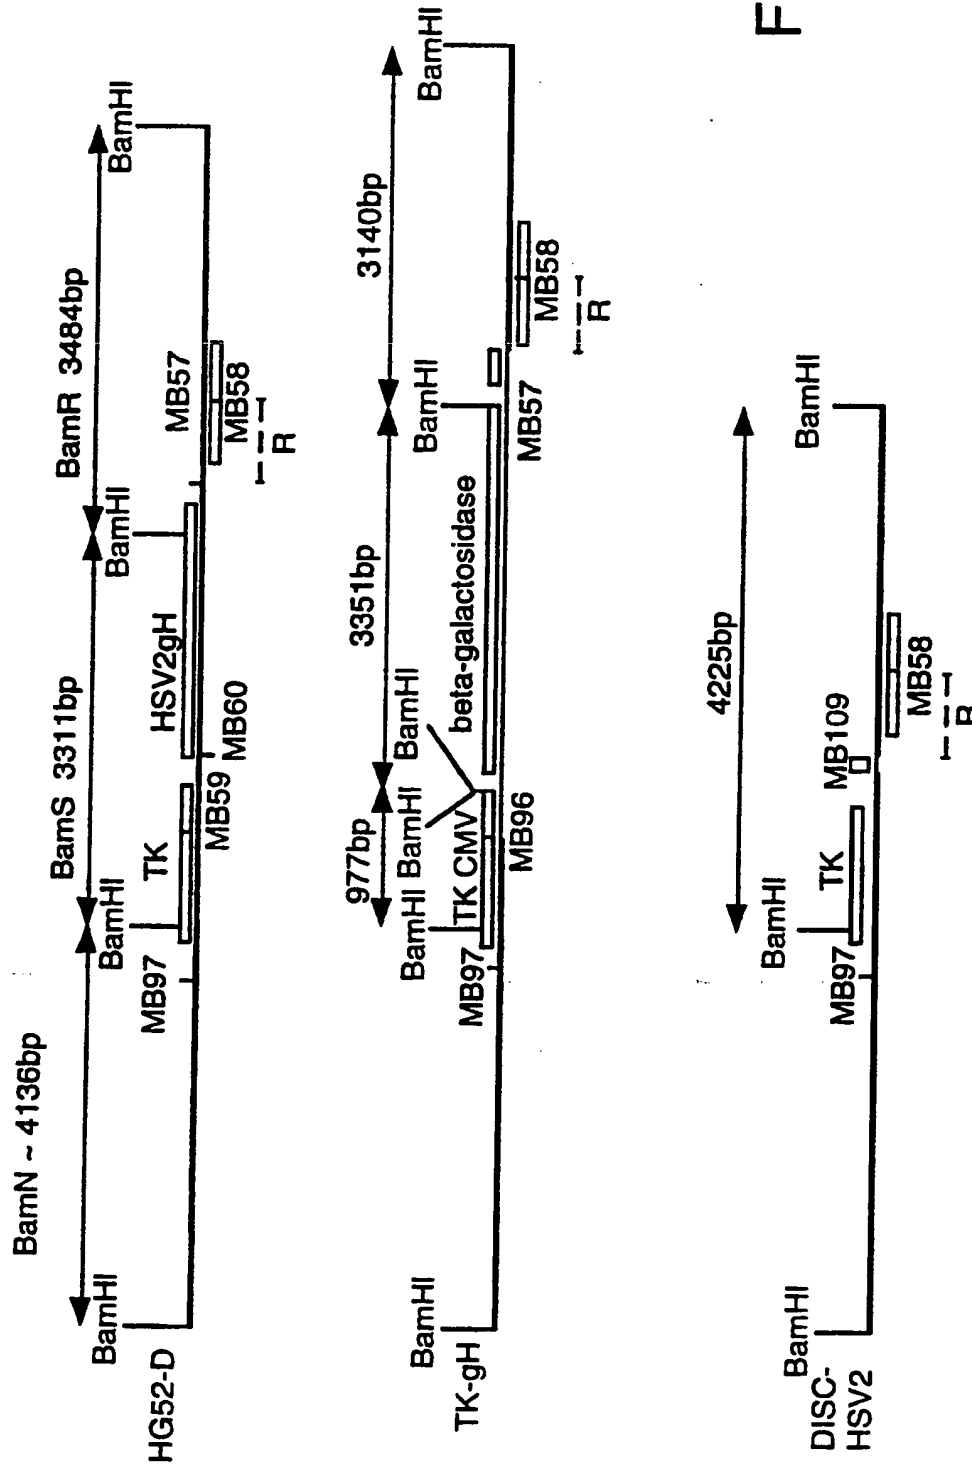 HG52-D
BamN ~ 4136bp
BamS 3311bp
BamR 3484bp
BamHI
BamHI
BamHI
BamHI
MB97
TK
MB59
HSV2gH
MB60
MB57
MB58
R
TK-gH
977bp
3351bp
3140bp
BamHI
BamHI
BamHI
BamHI
BamHI
BamHI
MB97
TK CMV
MB96
beta-galactosidase
MB57
MB58
R
DISC-
HSV2
4225bp
BamHI
BamHI
BamHI
MB97
TK
MB109
MB58
R
F